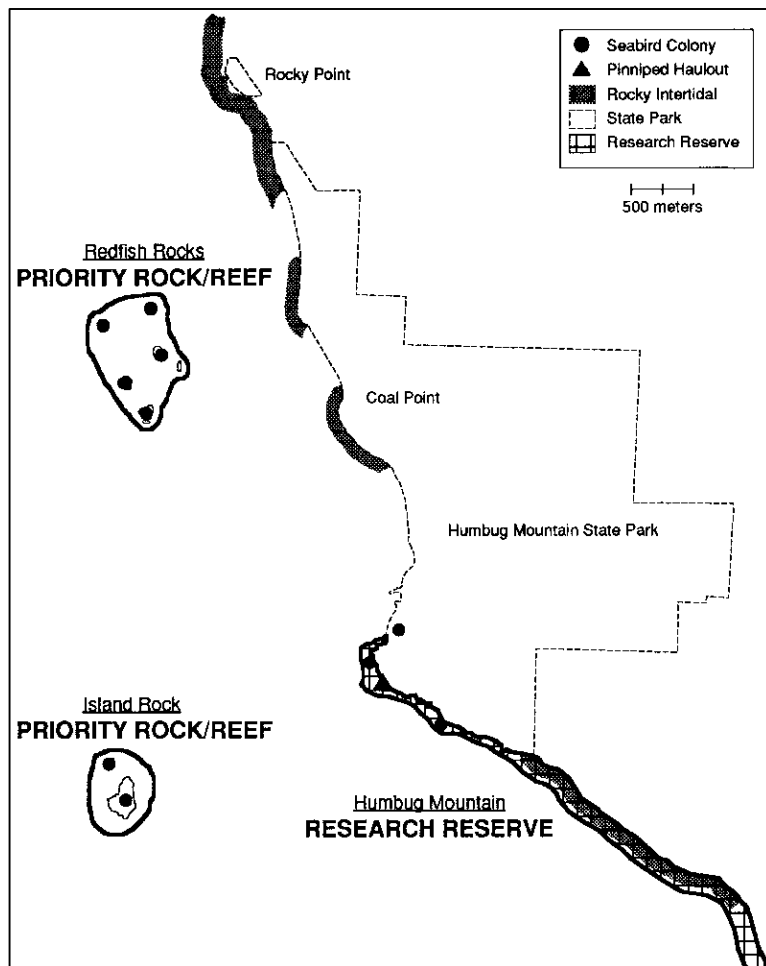 Seabird Colony
Pinniped Haulout
Rocky Intertidal
State Park
Research Reserve
500 meters
Rocky Point
Redfish Rocks
PRIORITY ROCK/REEF
Coal Point
Humbug Mountain State Park
Island Rock
PRIORITY ROCK/REEF
Humbug Mountain
RESEARCH RESERVE